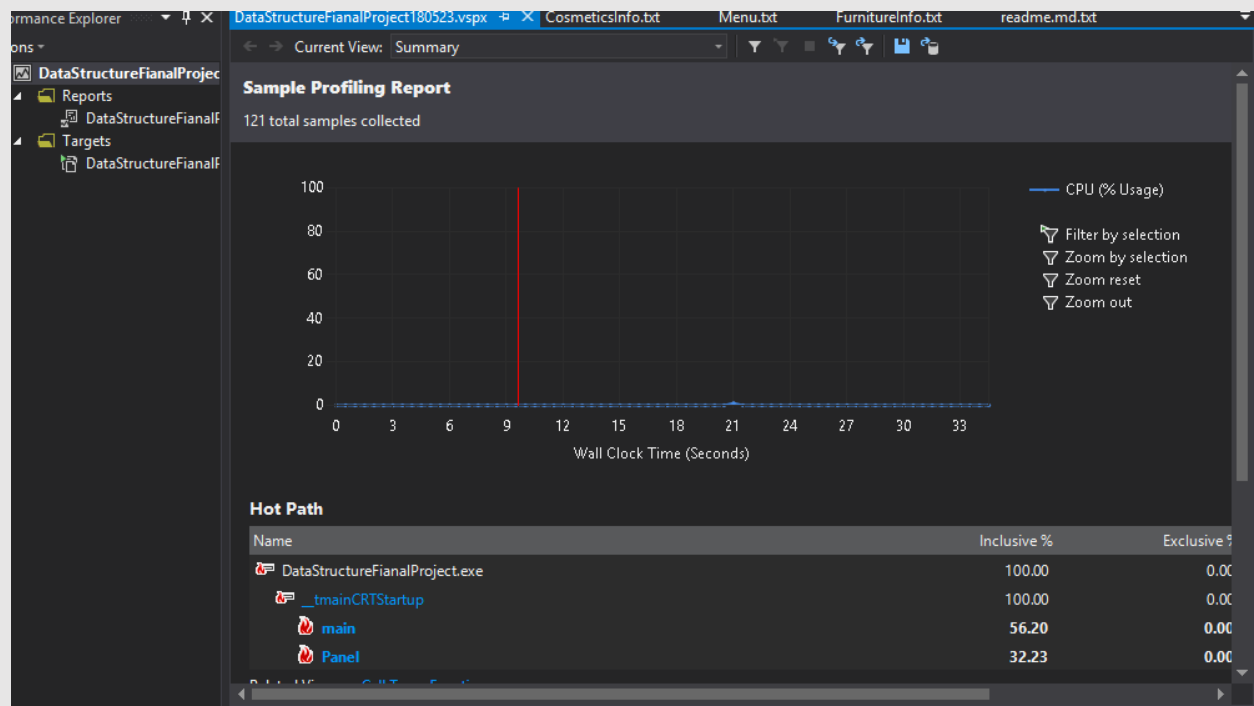 ormance Explorer
DataStructureFianalProject180523.vspx CosmeticsInfo.txt Menu.txt FurnitureInfo.txt readme.md.txt
ons
Current View: Summary
DataStructureFianalProjec
Reports
DataStructureFianalF
Targets
DataStructureFianalF
Sample Profiling Report
121 total samples collected
100
80
60
40
20
0
0 3 6 9 12 15 18 21 24 27 30 33
Wall Clock Time (Seconds)
CPU (% Usage)
Filter by selection
Zoom by selection
Zoom reset
Zoom out
Hot Path
Name Inclusive % Exclusive %
DataStructureFianalProject.exe 100.00 0.00
__tmainCRTStartup 100.00 0.00
main 56.20 0.00
Panel 32.23 0.00